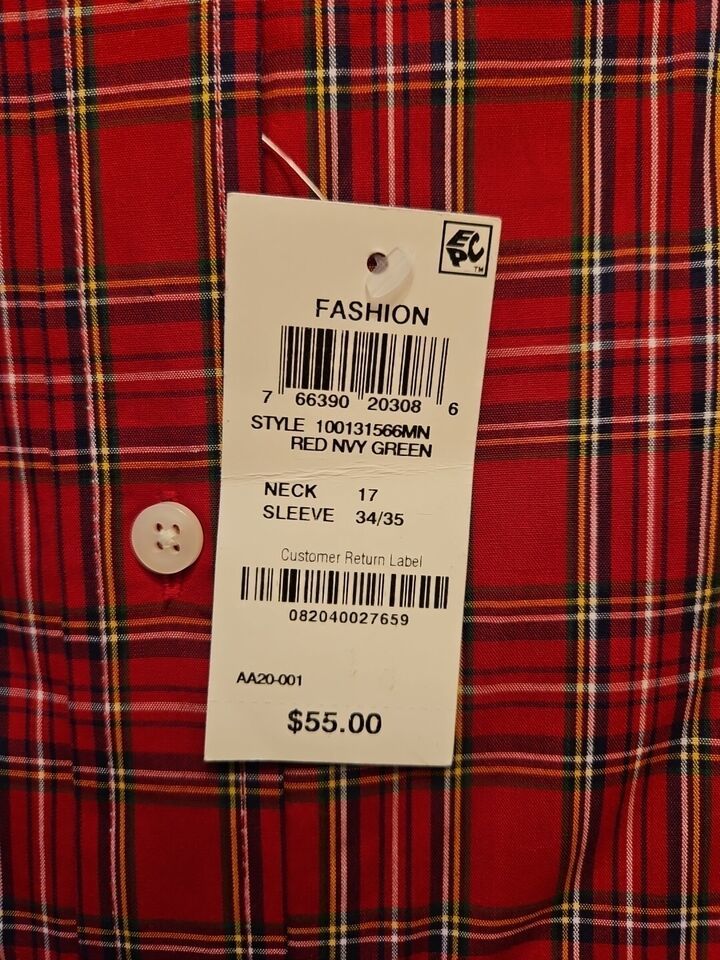 EPC
TM
FASHION
7 66390 20308 6
STYLE 100131566MN
RED NVY GREEN
NECK 17
SLEEVE 34/35
Customer Return Label
082040027659
AA20-001
$55.00